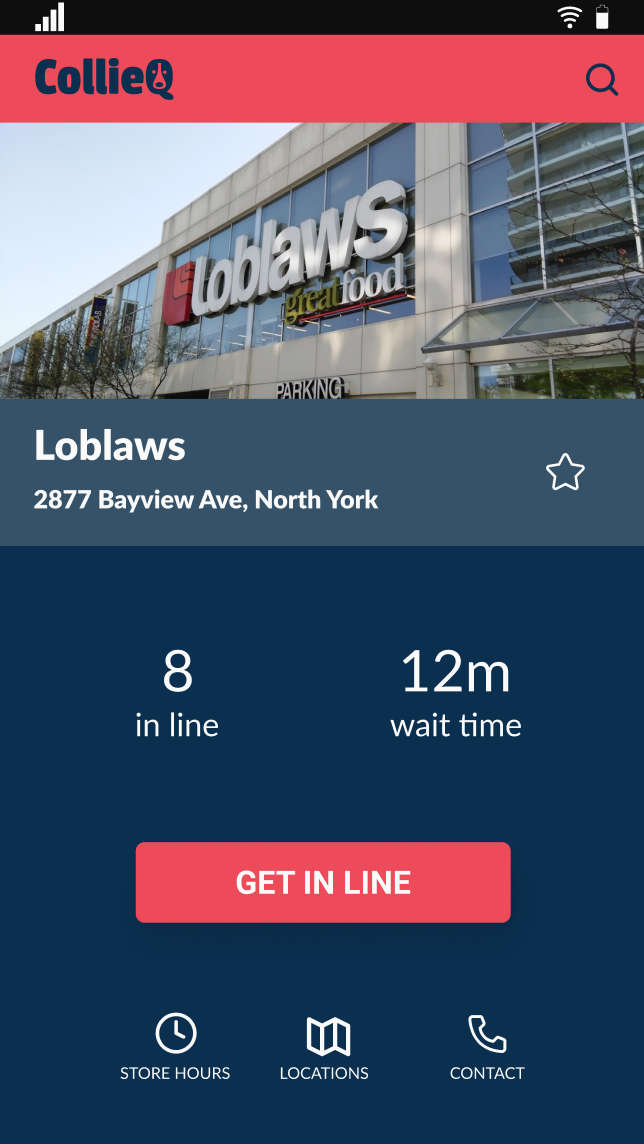 CollieQ
loblaws
great food
PARKING
Loblaws
2877 Bayview Ave, North York
8
12m
in line
wait time
GET IN LINE
STORE HOURS
LOCATIONS
CONTACT